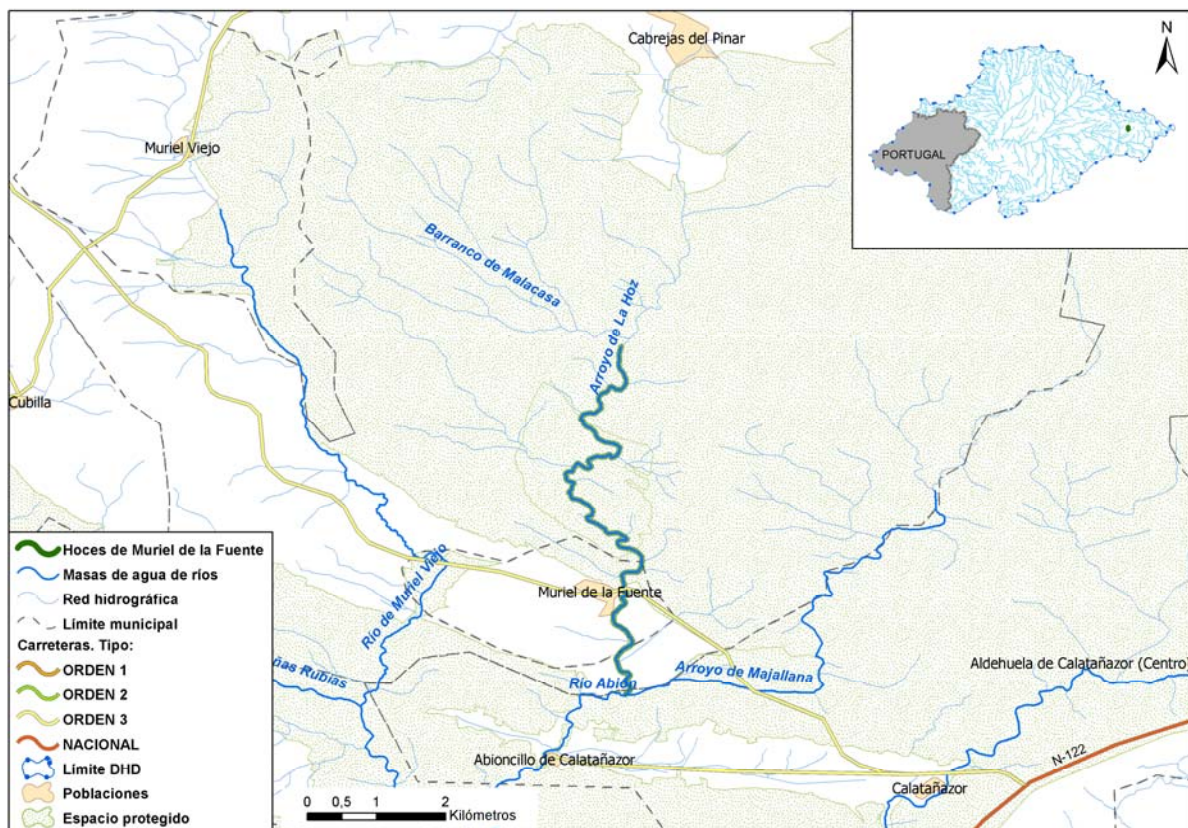 Cabrejas del Pinar
Muriel Viejo
N
PORTUGAL
Barranco de Malacasa
Arroyo de La Hoz
Cubilla
Río de Muriel Viejo
Muriel de la Fuente
ñas Rubias
Río Abión
Arroyo de Majallana
Aldehuela de Calatañazor (Centro)
Abioncillo de Calatañazor
Calatañazor
N-122
Hoces de Muriel de la Fuente
Masas de agua de ríos
Red hidrográfica
Límite municipal
Carreteras. Tipo:
ORDEN 1
ORDEN 2
ORDEN 3
NACIONAL
Límite DHD
Poblaciones
Espacio protegido
0 0,5 1 2
Kilómetros